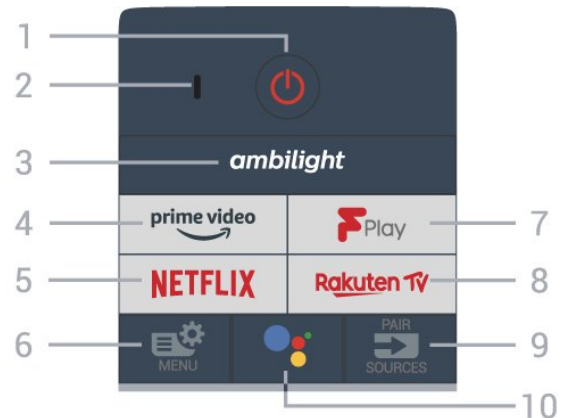 1
2
3
ambilight
4
prime video
F Play
7
5
NETFLIX
Rakuten TV
8
6
MENU
PAIR
SOURCES
9
10